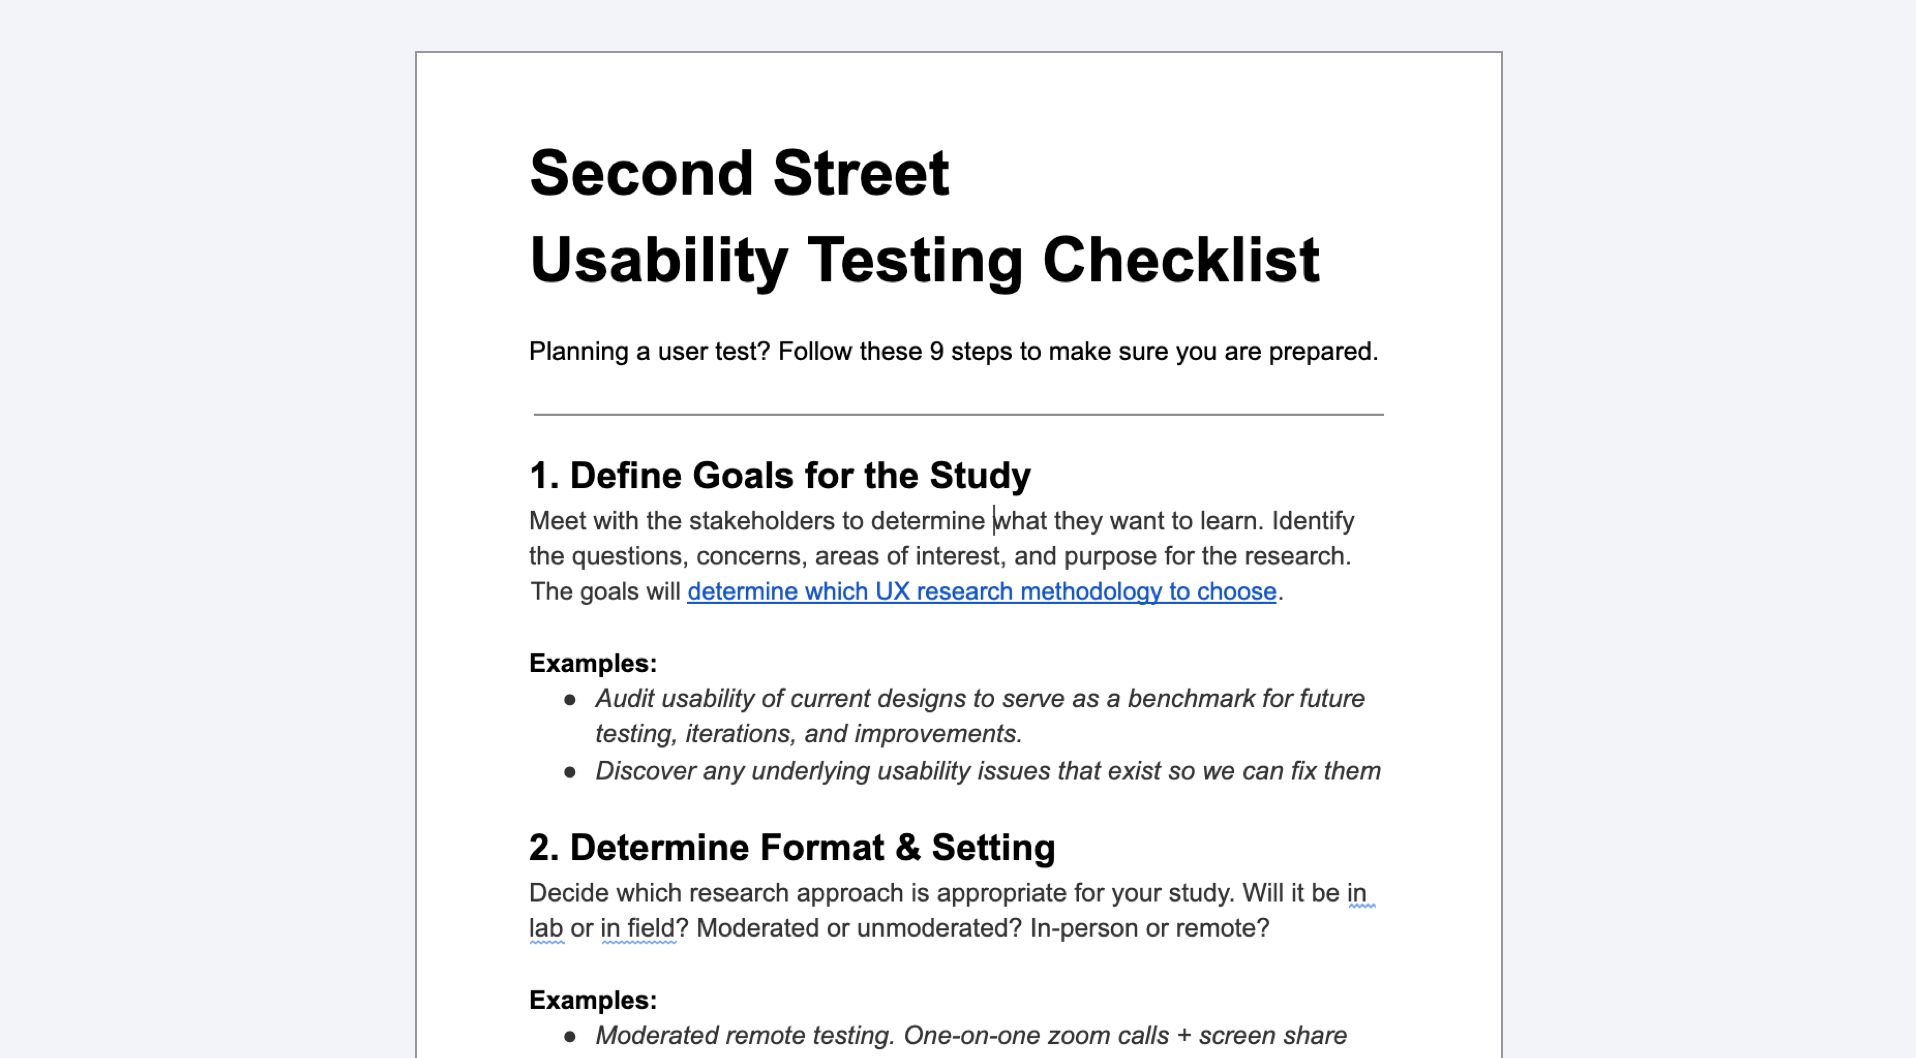 Second Street
Usability Testing Checklist
Planning a user test? Follow these 9 steps to make sure you are prepared.
1. Define Goals for the Study
Meet with the stakeholders to determine what they want to learn. Identify
the questions, concerns, areas of interest, and purpose for the research.
The goals will determine which UX research methodology to choose.
Examples:
● Audit usability of current designs to serve as a benchmark for future
testing, iterations, and improvements.
● Discover any underlying usability issues that exist so we can fix them
2. Determine Format & Setting
Decide which research approach is appropriate for your study. Will it be in
lab or in field? Moderated or unmoderated? In-person or remote?
Examples:
● Moderated remote testing. One-on-one zoom calls + screen share